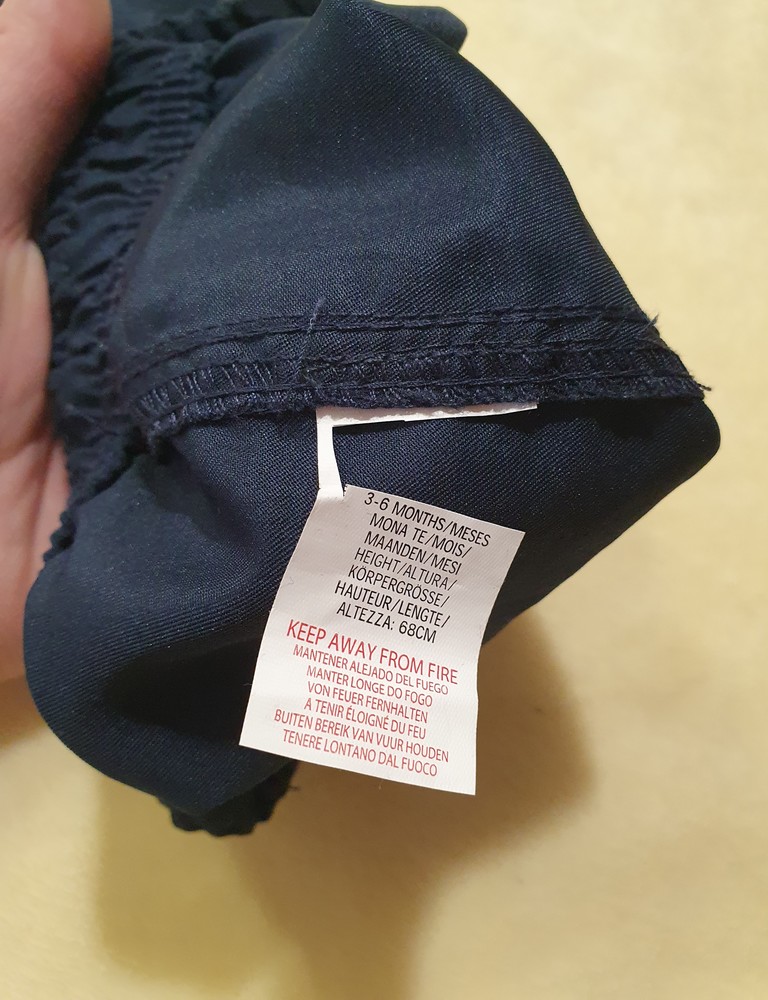 3-6 MONTHS/MESES
MONA TE/MOIS/
MAANDEN/MESI
HEIGHT/ALTURA/
KÖRPERGRÖSSE/
HAUTEUR/LENGTE/
ALTEZZA: 68CM
KEEP AWAY FROM FIRE
MANTENER ALEJADO DEL FUEGO
MANTER LONGE DO FOGO
VON FEUER FERNHALTEN
A TENIR ÉLOIGNÉ DU FEU
BUITEN BEREIK VAN VUUR HOUDEN
TENERE LONTANO DAL FUOCO